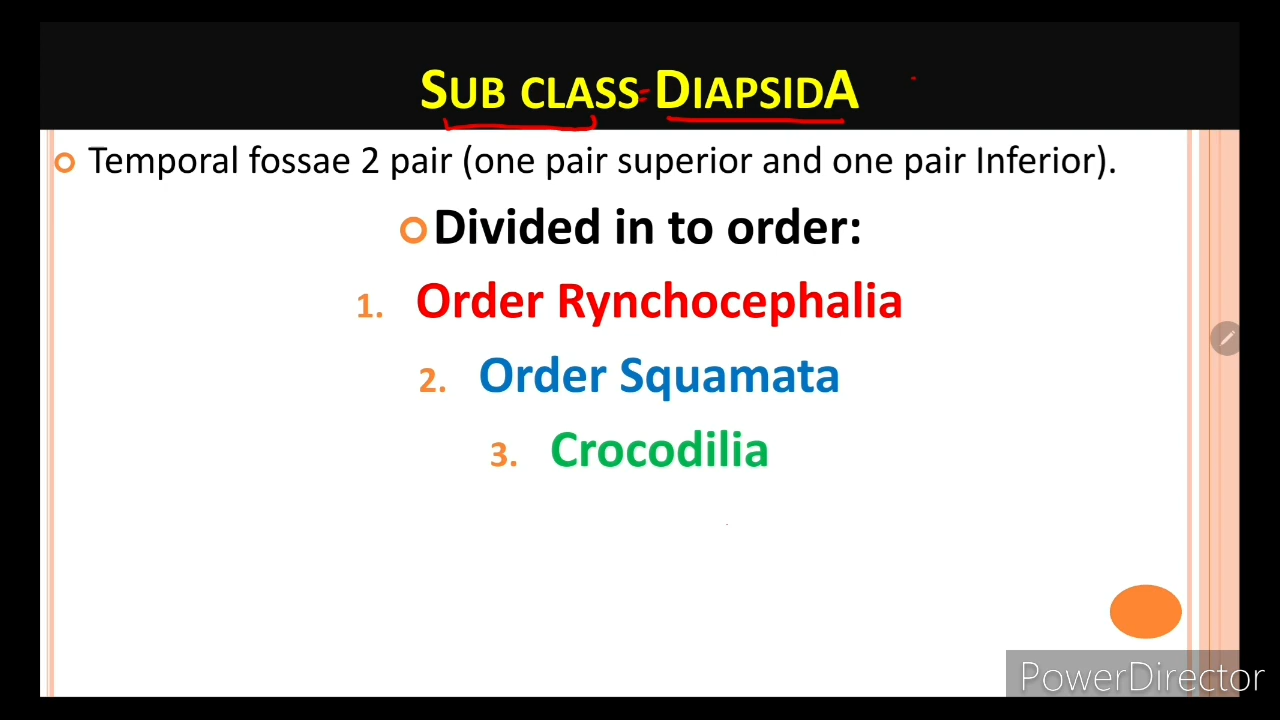 SUB CLASS-DIAPSIDA
Temporal fossae 2 pair (one pair superior and one pair Inferior).
Divided in to order:
1. Order Rynchocephalia
2. Order Squamata
3. Crocodilia
PowerDirector